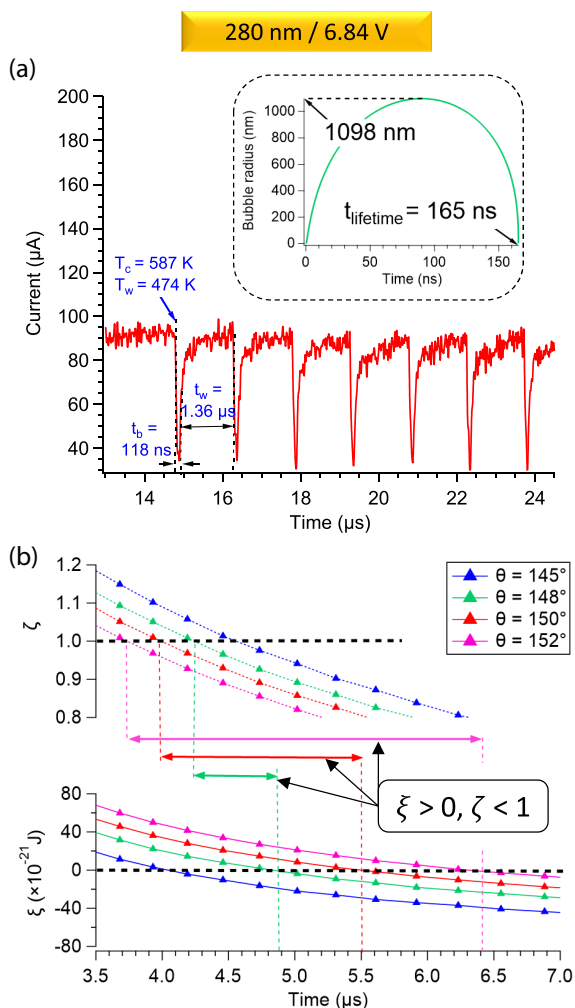 280 nm / 6.84 V
(a)
200
180
160
140
120
100
80
60
40
Current (µA)
14
16
18
20
22
24
Time (µs)
1000
800
600
400
200
0
Bubble radius (nm)
0
50
100
150
Time (ns)
1098 nm
t_lifetime = 165 ns
T_c = 587 K
T_w = 474 K
t_w =
1.36 µs
t_b =
118 ns
(b)
1.2
1.1
1.0
0.9
0.8
ζ
θ = 145°
θ = 148°
θ = 150°
θ = 152°
ξ > 0, ζ < 1
80
40
0
-40
-80
ξ (×10⁻²¹J)
3.5
4.0
4.5
5.0
5.5
6.0
6.5
7.0
Time (µs)